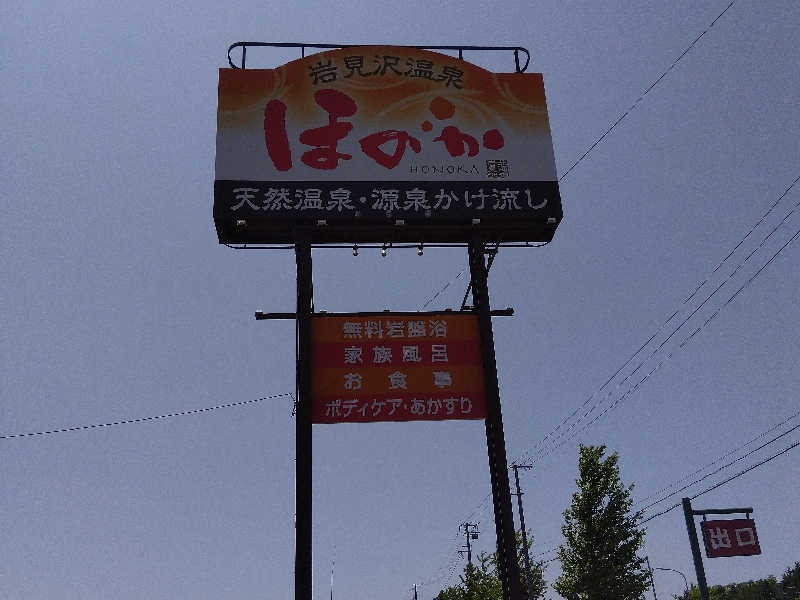 岩見沢温泉
ほのか
HONOKA
天然温泉・源泉かけ流し
無料岩盤浴
家族風呂
お食事
ボディケア・あかすり
出口